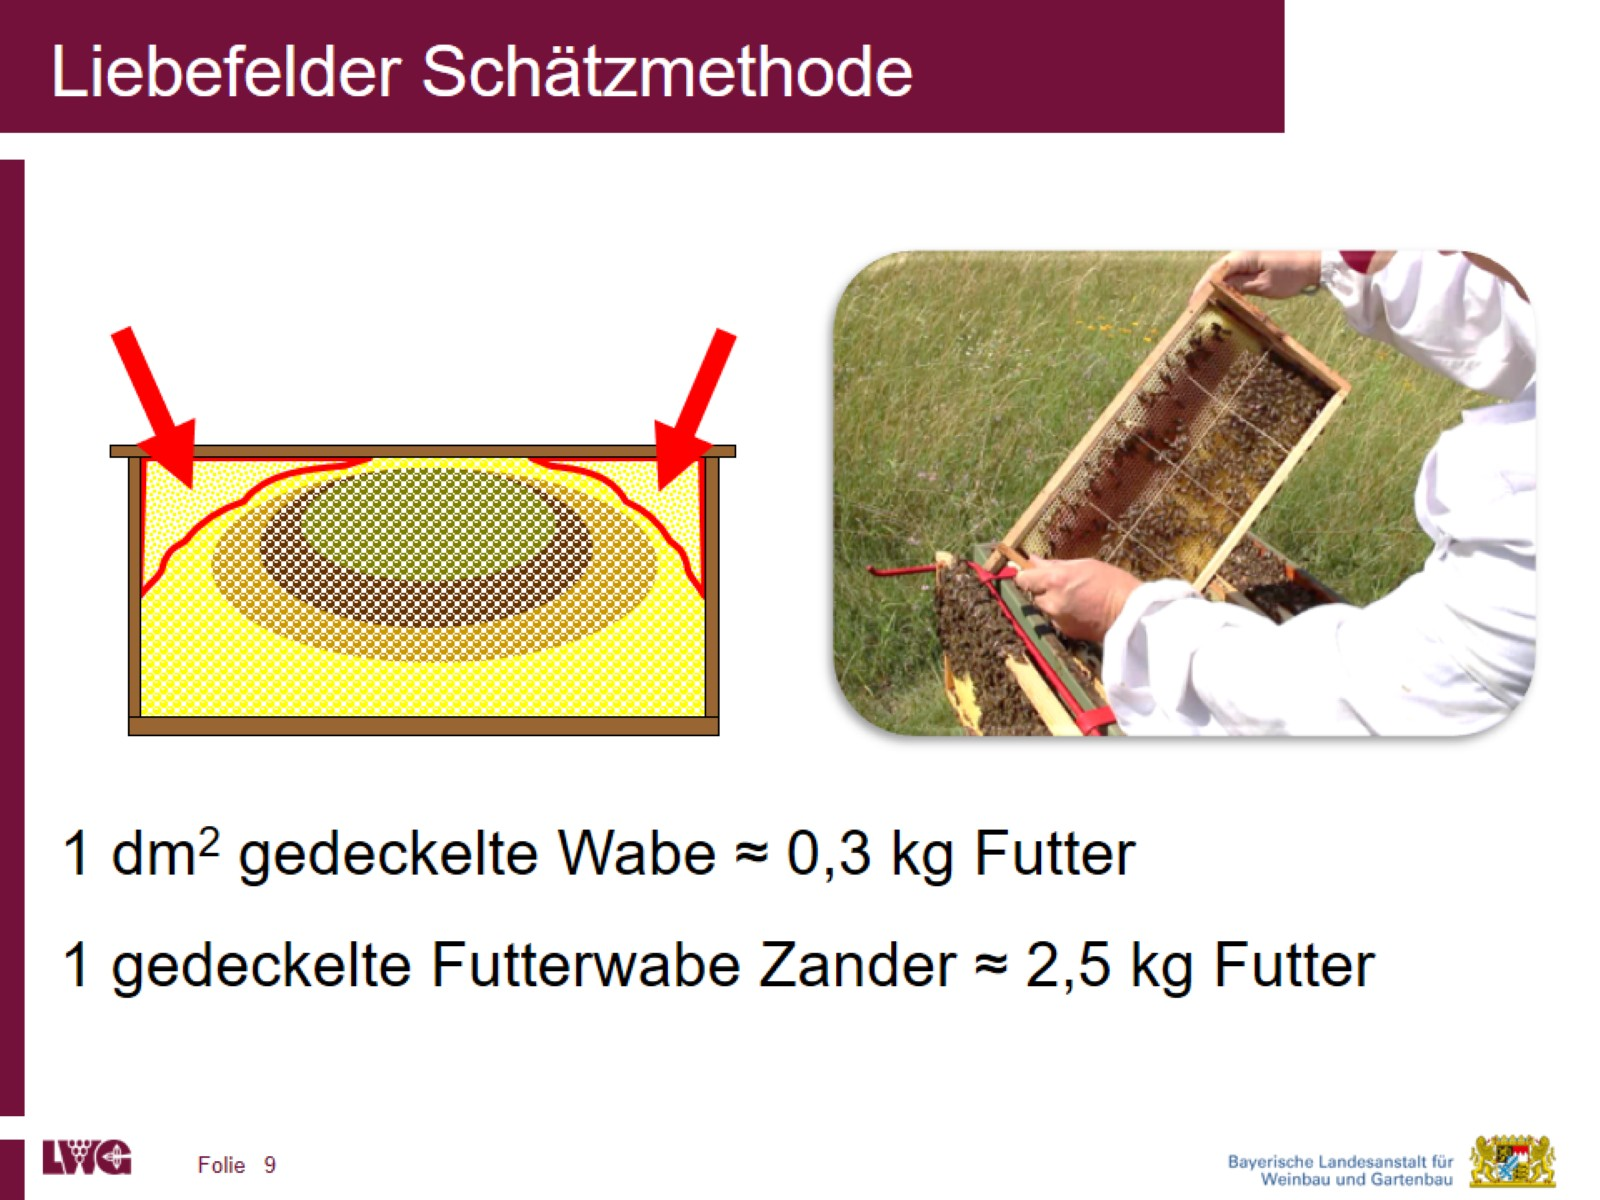 Liebefelder Schätzmethode
1 dm² gedeckelte Wabe ≈ 0,3 kg Futter
1 gedeckelte Futterwabe Zander ≈ 2,5 kg Futter
LWG
Folie 9
Bayerische Landesanstalt für
Weinbau und Gartenbau